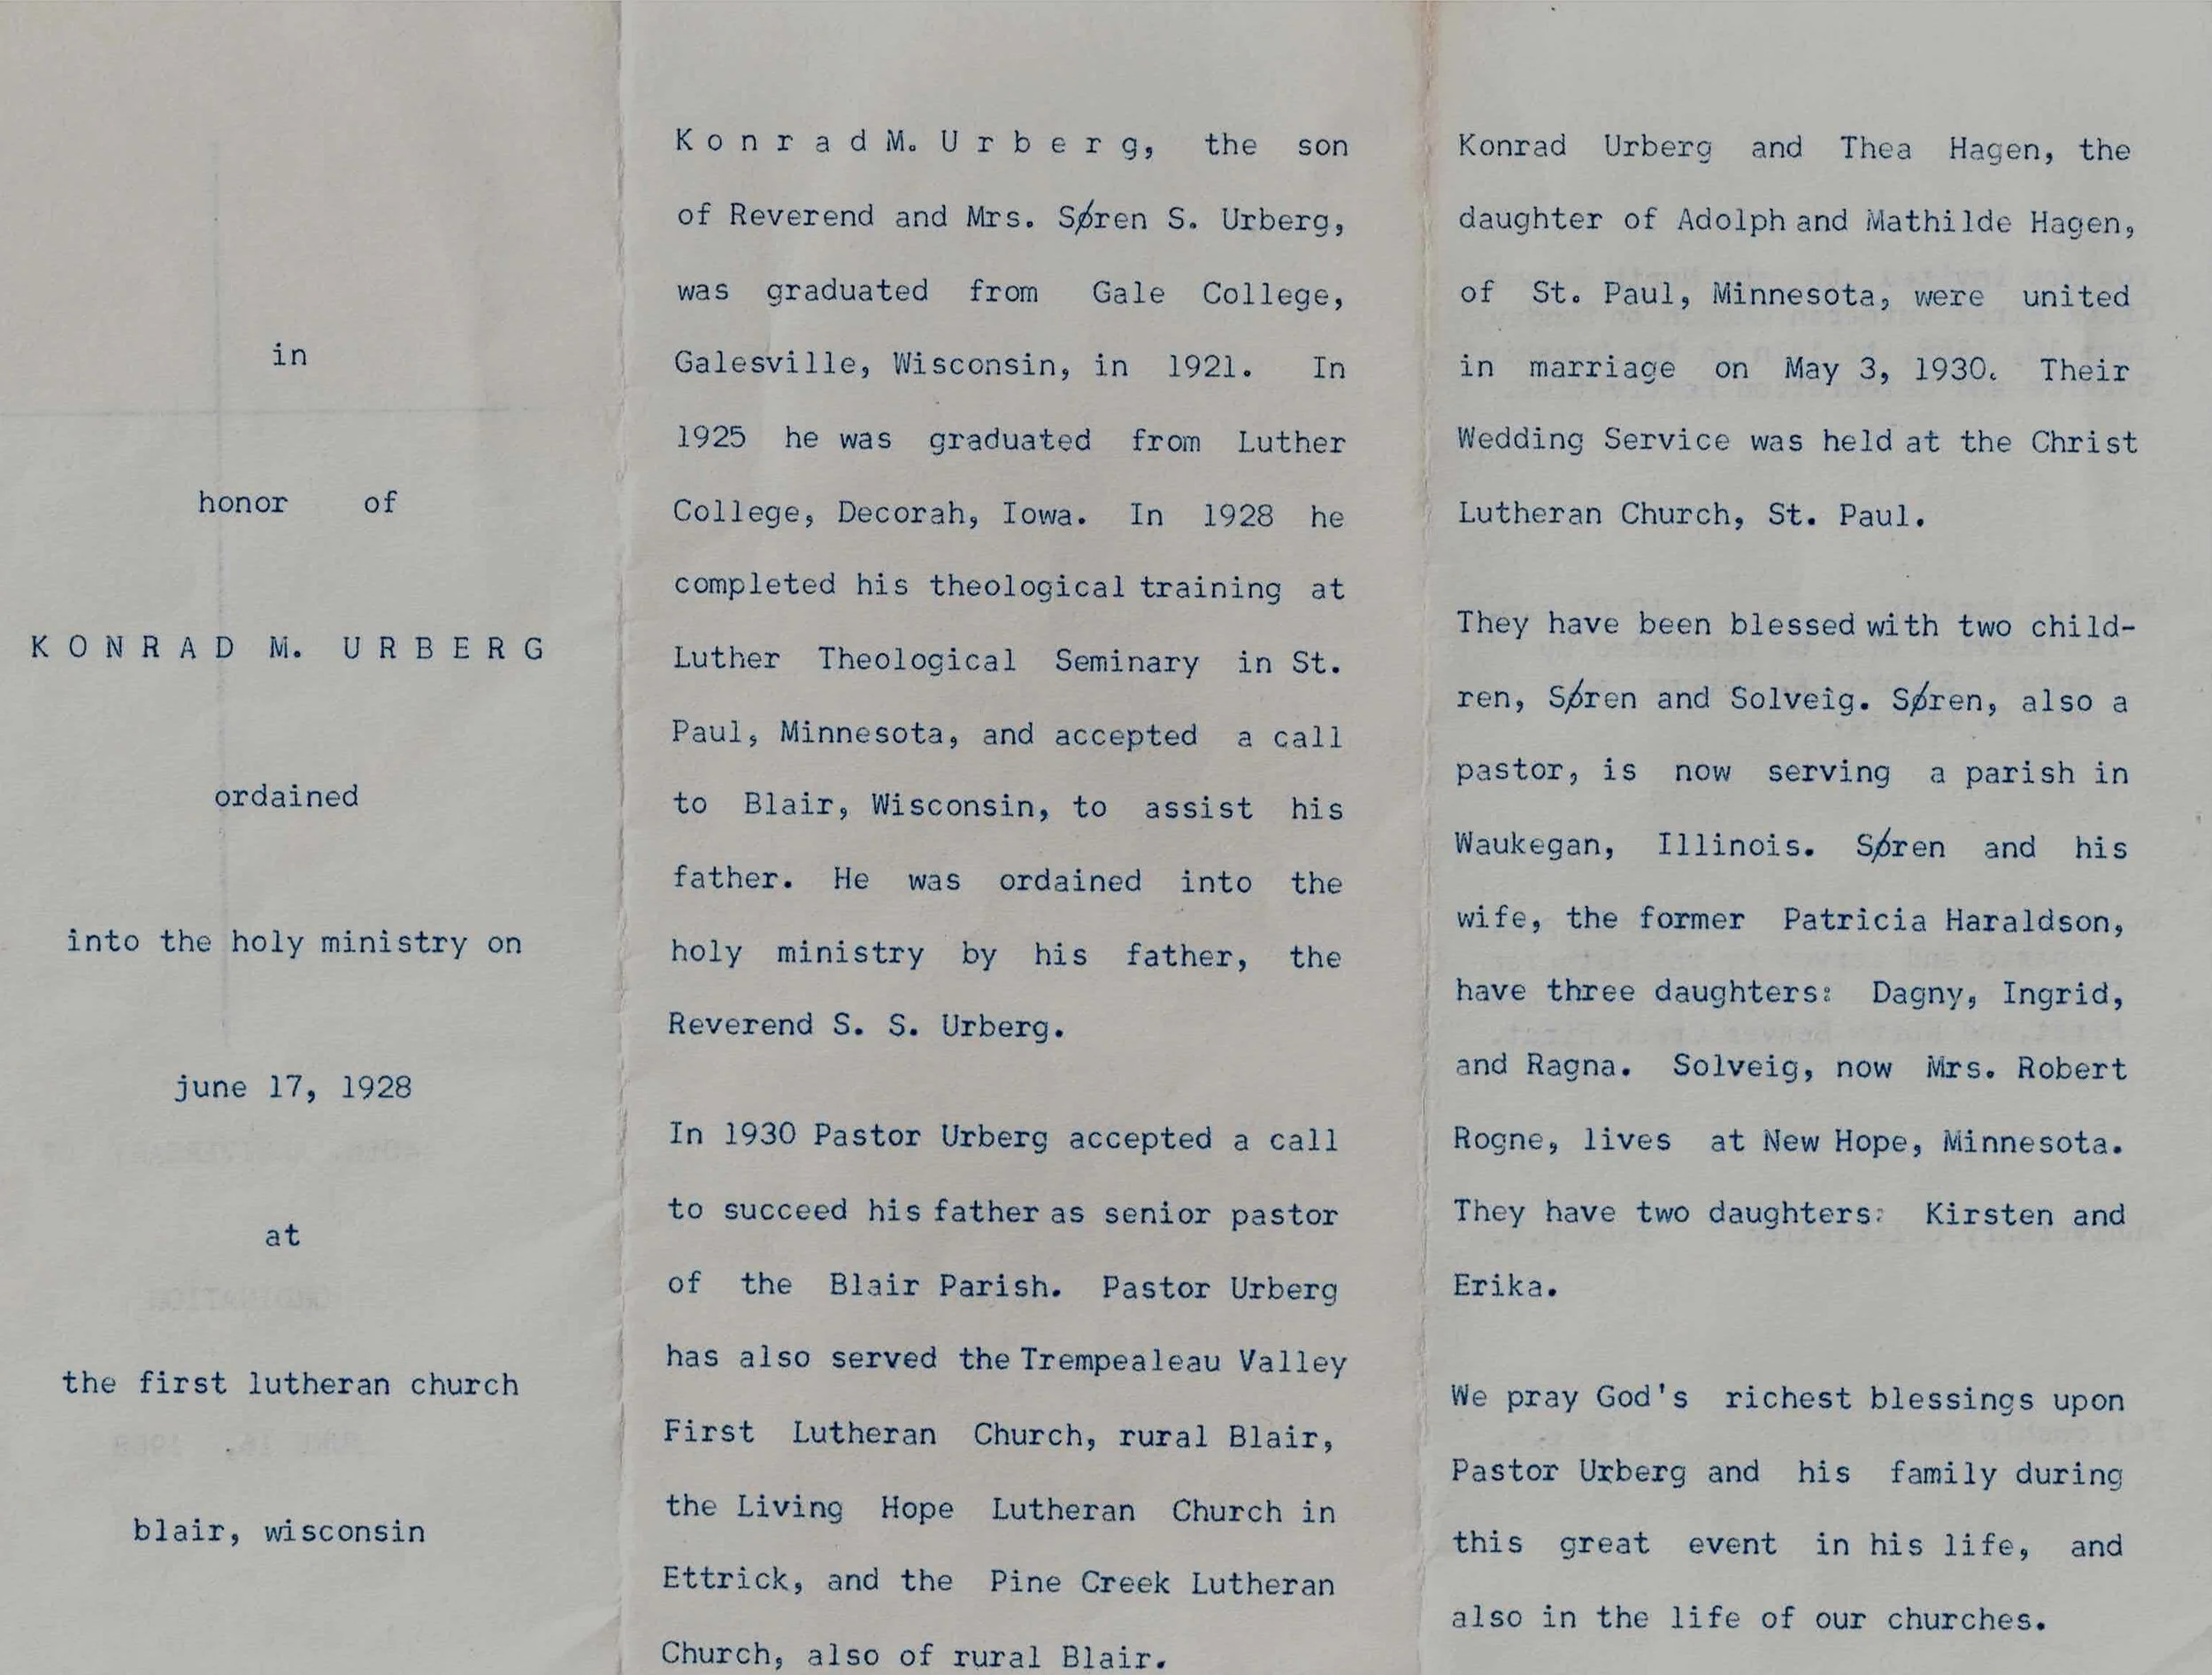 in
honor of
KONRAD M. URBERG
ordained
into the holy ministry on
june 17, 1928
at
the first lutheran church
blair, wisconsin
Konrad M. Urberg, the son
of Reverend and Mrs. Søren S. Urberg,
was graduated from Gale College,
Galesville, Wisconsin, in 1921. In
1925 he was graduated from Luther
College, Decorah, Iowa. In 1928 he
completed his theological training at
Luther Theological Seminary in St.
Paul, Minnesota, and accepted a call
to Blair, Wisconsin, to assist his
father. He was ordained into the
holy ministry by his father, the
Reverend S. S. Urberg.
In 1930 Pastor Urberg accepted a call
to succeed his father as senior pastor
of the Blair Parish. Pastor Urberg
has also served the Trempealeau Valley
First Lutheran Church, rural Blair,
the Living Hope Lutheran Church in
Ettrick, and the Pine Creek Lutheran
Church, also of rural Blair.
Konrad Urberg and Thea Hagen, the
daughter of Adolph and Mathilde Hagen,
of St. Paul, Minnesota, were united
in marriage on May 3, 1930. Their
Wedding Service was held at the Christ
Lutheran Church, St. Paul.
They have been blessed with two child-
ren, Søren and Solveig. Søren, also a
pastor, is now serving a parish in
Waukegan, Illinois. Søren and his
wife, the former Patricia Haraldson,
have three daughters: Dagny, Ingrid,
and Ragna. Solveig, now Mrs. Robert
Rogne, lives at New Hope, Minnesota.
They have two daughters: Kirsten and
Erika.
We pray God's richest blessings upon
Pastor Urberg and his family during
this great event in his life, and
also in the life of our churches.